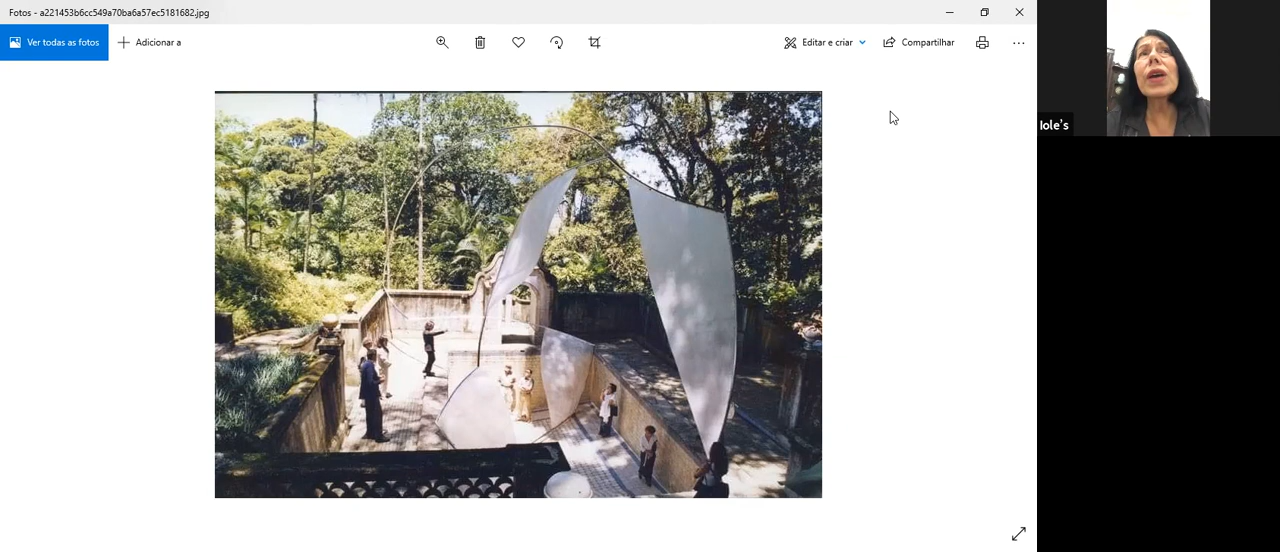 Fotos - a221453b6cc549a70ba6a57ec5181682.jpg
Ver todas as fotos
Adicionar a
Editar e criar
Compartilhar
Iole's